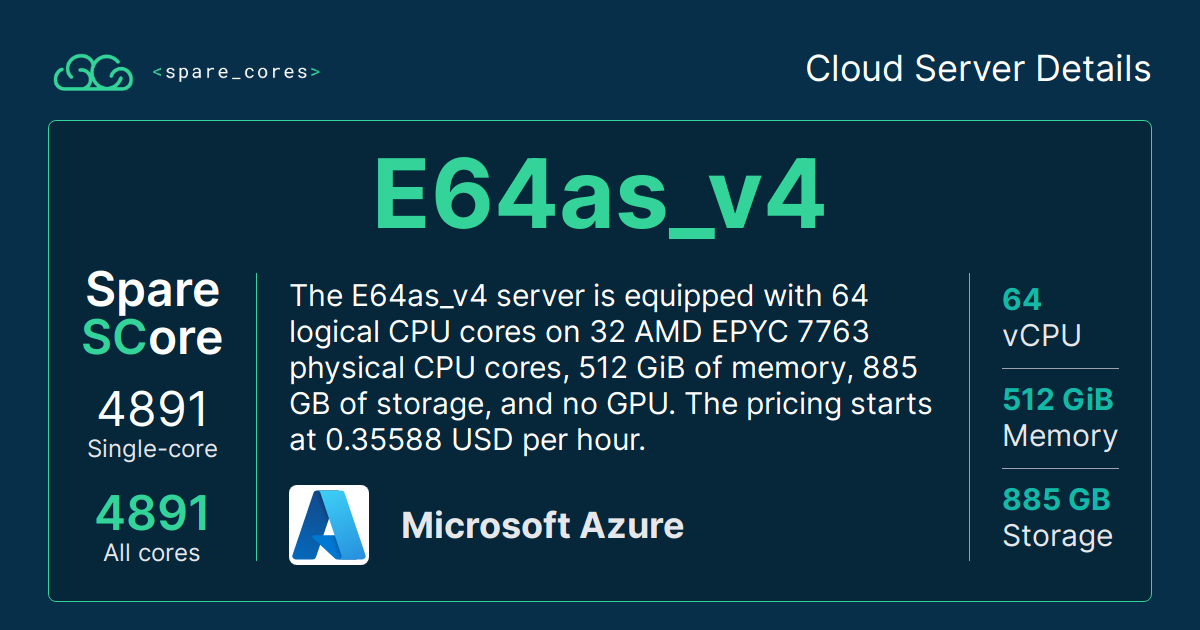 <spare_cores>
Cloud Server Details
E64as_v4
Spare
SCore
4891
Single-core
4891
All cores
The E64as_v4 server is equipped with 64
logical CPU cores on 32 AMD EPYC 7763
physical CPU cores, 512 GiB of memory, 885
GB of storage, and no GPU. The pricing starts
at 0.35588 USD per hour.
Microsoft Azure
64
vCPU
512 GiB
Memory
885 GB
Storage